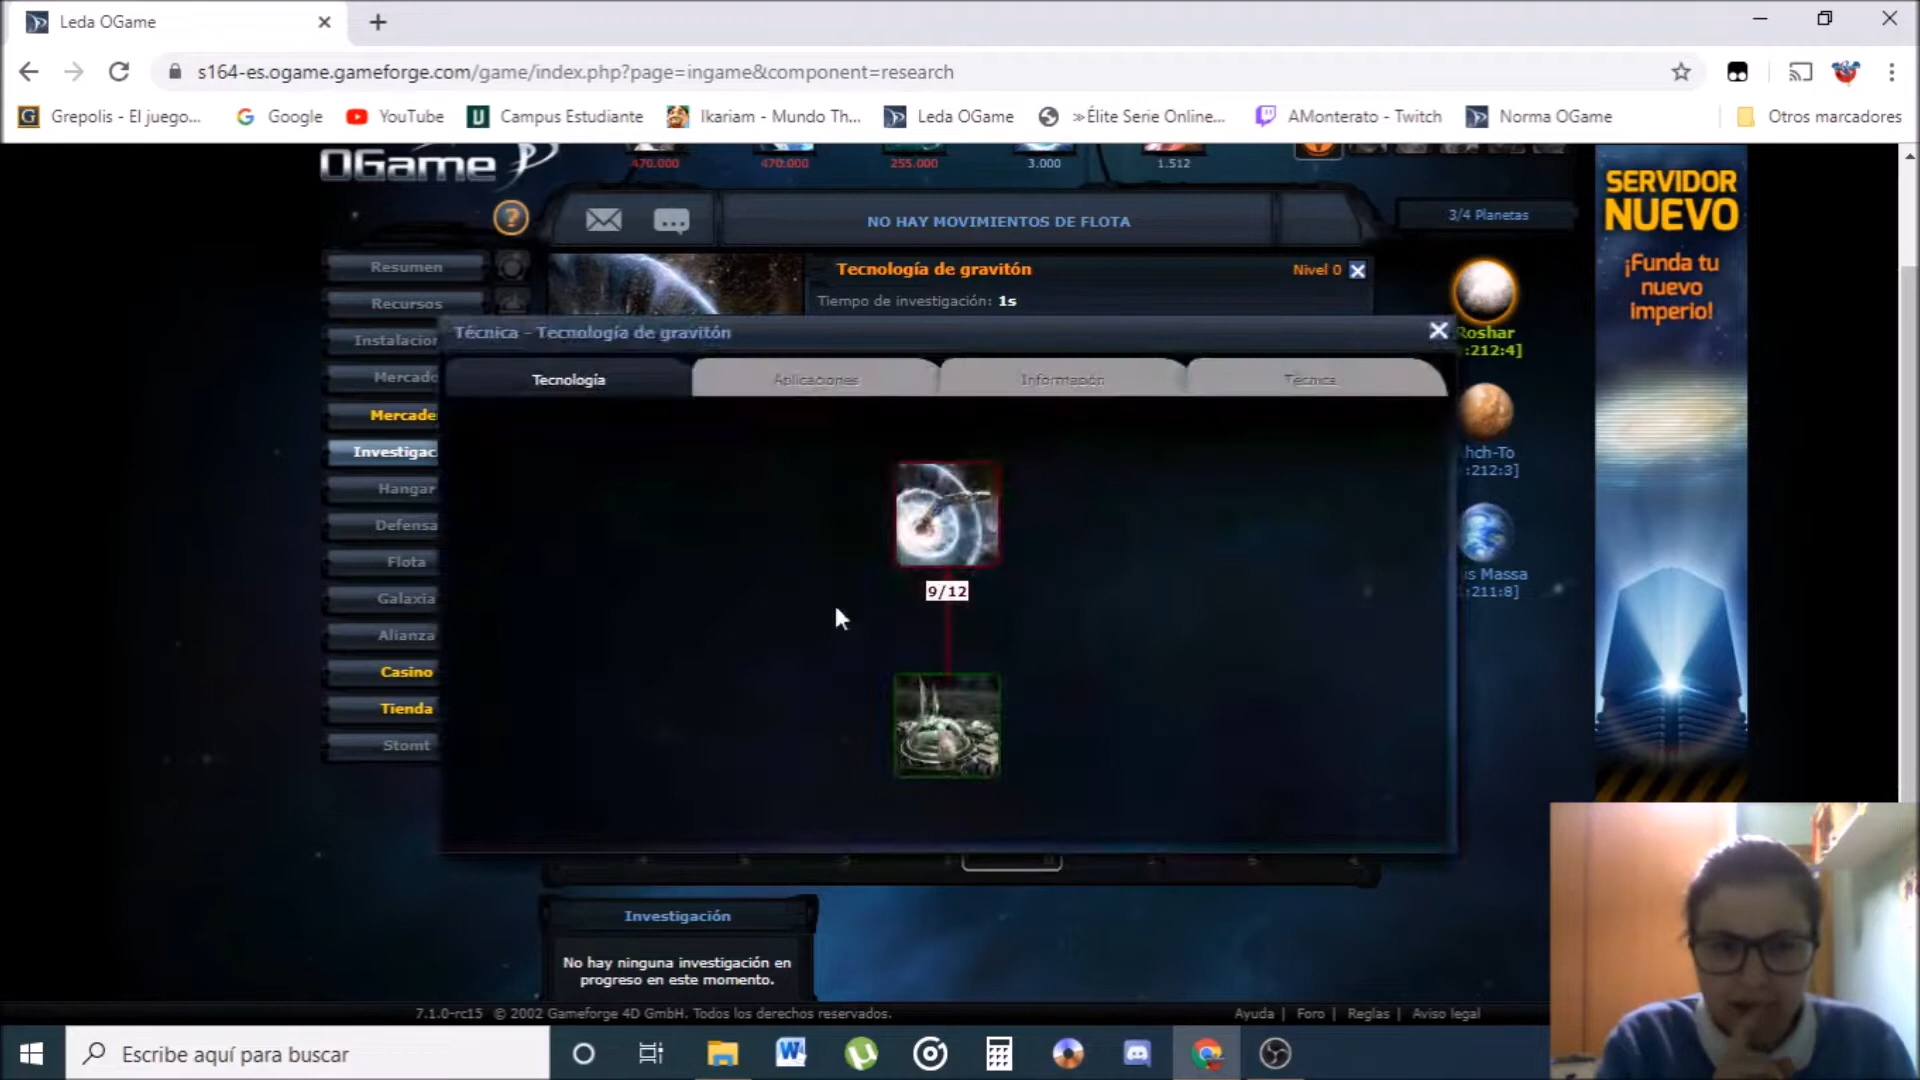 Leda OGame
s164-es.ogame.gameforge.com/game/index.php?page=ingame&component=research
Grepolis - El juego...
Google
YouTube
Campus Estudiante
Ikariam - Mundo Th...
Leda OGame
»Élite Serie Online...
AMonterato - Twitch
Norma OGame
Otros marcadores
OGame
470.000
470.000
255.000
3.000
1.512
NO HAY MOVIMIENTOS DE FLOTA
3/4 Planetas
Resumen
Recursos
Instalacion
Mercado
Mercade
Investigac
Hangar
Defensa
Flota
Galaxia
Alianza
Casino
Tienda
Stomt
Tecnología de gravitón
Nivel 0
Tiempo de investigación: 1s
Técnica - Tecnología de gravitón
Tecnología
Aplicaciones
Información
Técnica
9/12
Roshar
:212:4]
hch-To
:212:3]
is Massa
:211:8]
SERVIDOR
NUEVO
¡Funda tu
nuevo
imperio!
Investigación
No hay ninguna investigación en
progreso en este momento.
7.1.0-rc15 © 2002 Gameforge 4D GmbH. Todos los derechos reservados.
Ayuda | Foro | Reglas | Aviso legal
Escribe aquí para buscar